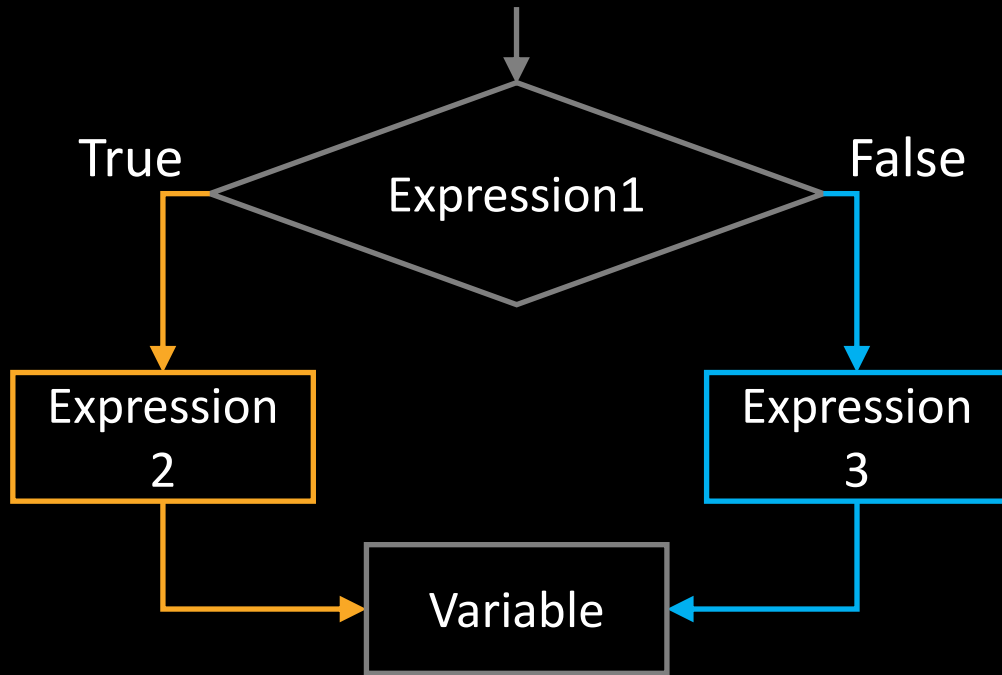 True
False
Expression1
Expression
2
Expression
3
Variable